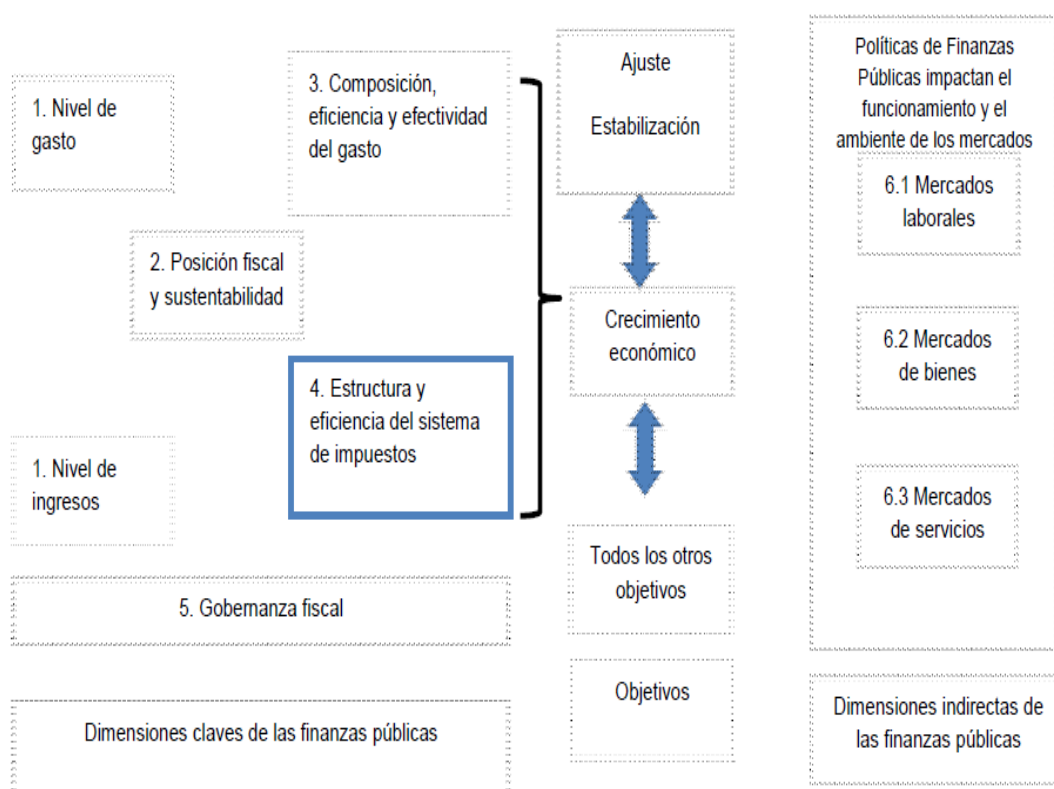 1. Nivel de
gasto
3. Composición,
eficiencia y efectividad
del gasto
2. Posición fiscal
y sustentabilidad
4. Estructura y
eficiencia del sistema
de impuestos
1. Nivel de
ingresos
5. Gobernanza fiscal
Dimensiones claves de las finanzas públicas
Ajuste
Estabilización
Crecimiento
económico
Todos los otros
objetivos
Objetivos
Políticas de Finanzas
Públicas impactan el
funcionamiento y el
ambiente de los mercados
6.1 Mercados
laborales
6.2 Mercados
de bienes
6.3 Mercados
de servicios
Dimensiones indirectas de
las finanzas públicas